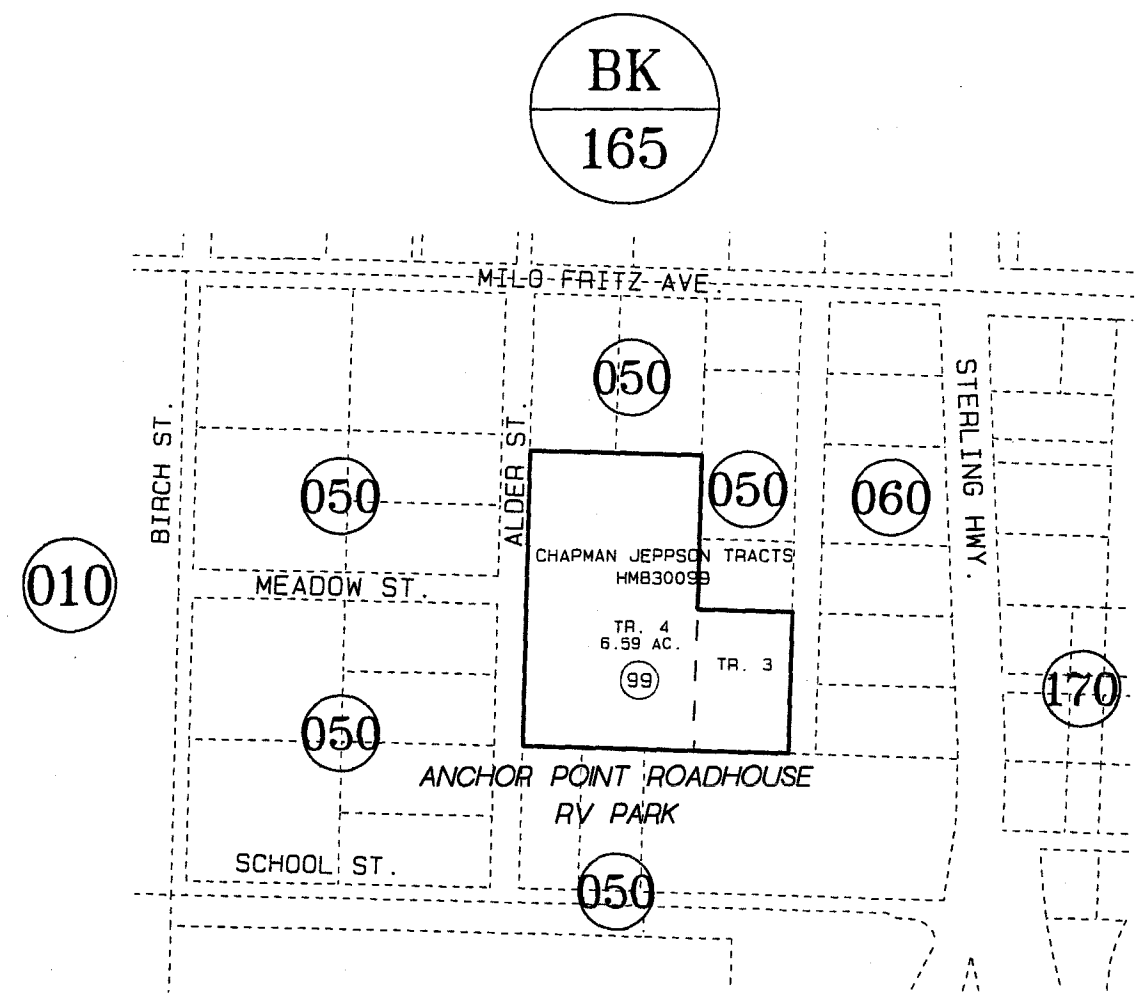 BK
165
MILO FRITZ AVE.
050
STERLING HWY.
BIRCH ST.
ALDER ST.
050
050
060
CHAPMAN JEPPSON TRACTS
HM830099
010
MEADOW ST.
TR. 4
6.59 AC.
TR. 3
99
170
050
ANCHOR POINT ROADHOUSE
RV PARK
SCHOOL ST.
050